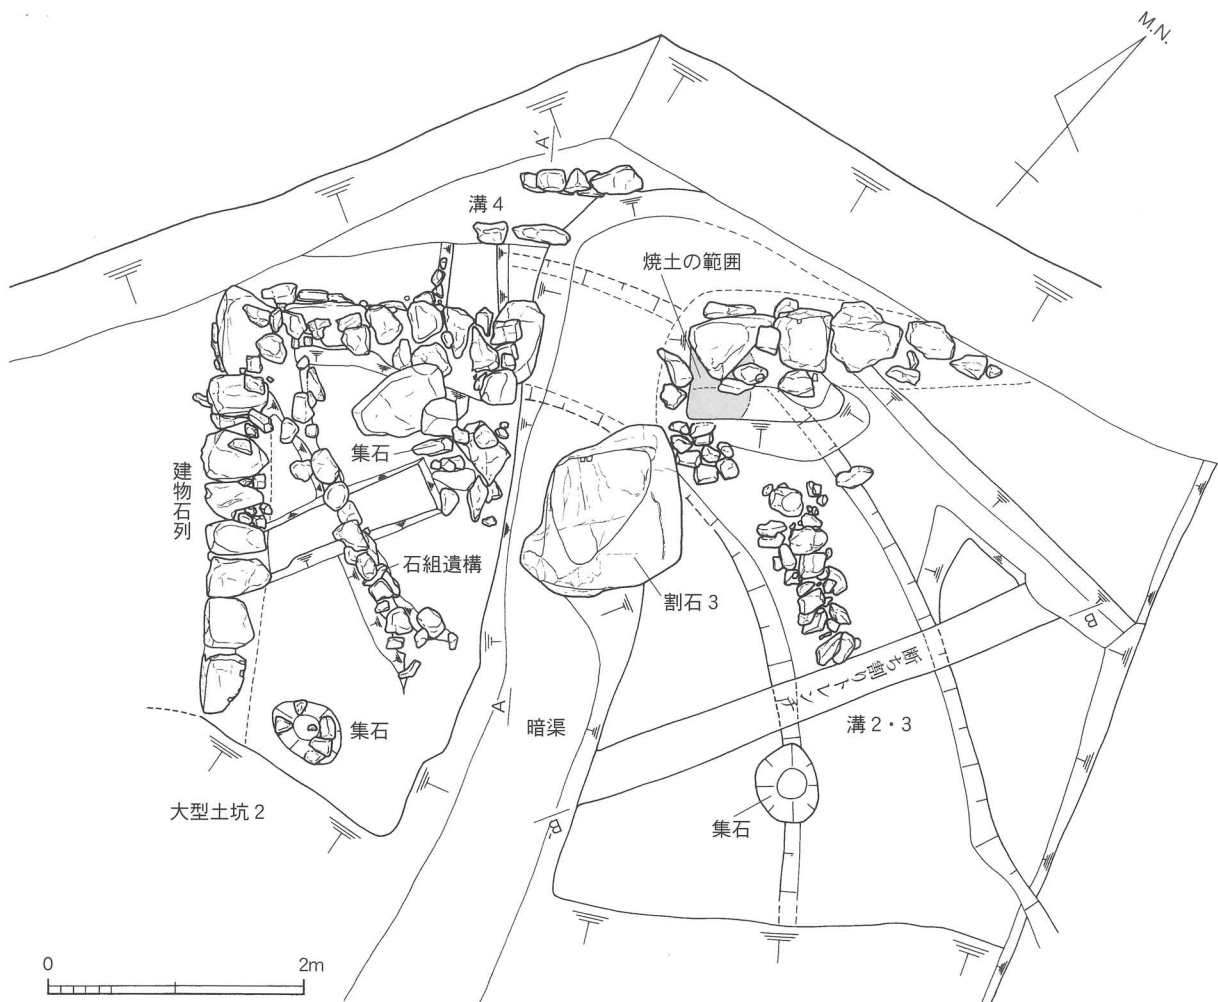 M.N.
A′
溝4
焼土の範囲
集石
建物石列
石組遺構
割石3
B
断ち割りトレンチ
A
暗渠
溝2・3
集石
大型土坑2
B′
集石
0 2m